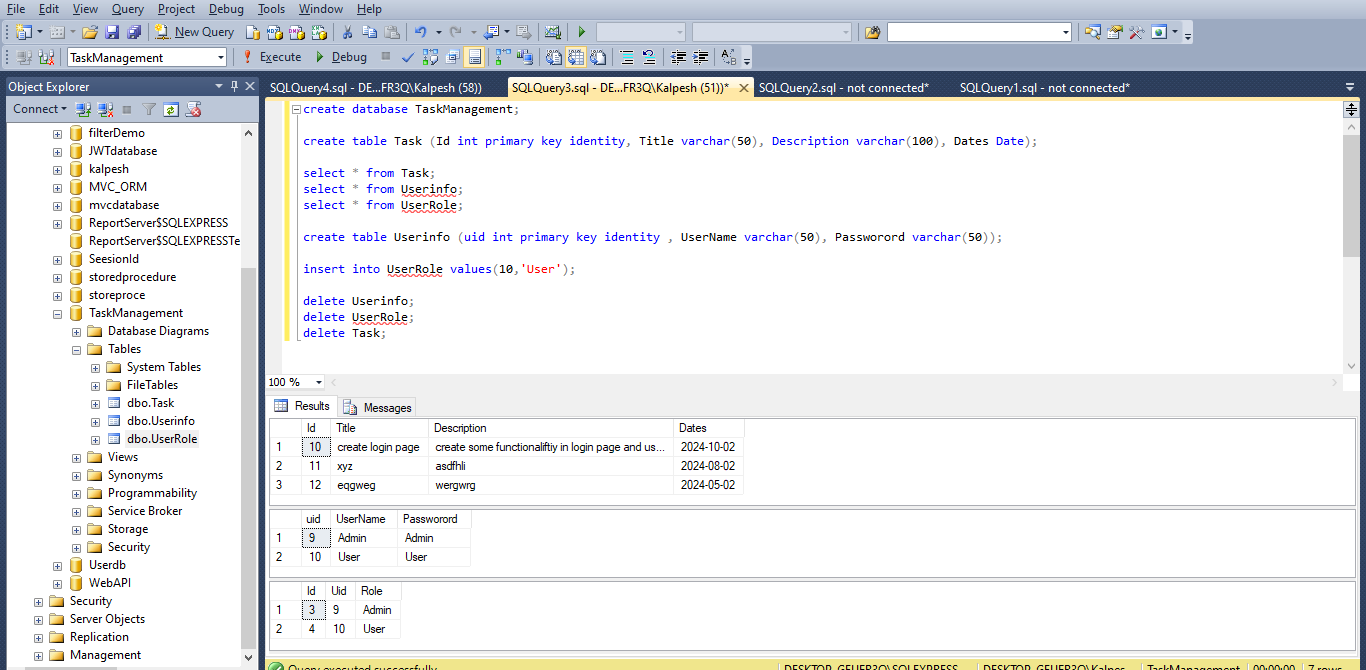 File Edit View Query Project Debug Tools Window Help
New Query
TaskManagement Execute Debug
Object Explorer
Connect
filterDemo
JWTdatabase
kalpesh
MVC_ORM
mvcdatabase
ReportServer$SQLEXPRESS
ReportServer$SQLEXPRESSTe
SeesionId
storedprocedure
storeproce
TaskManagement
Database Diagrams
Tables
System Tables
FileTables
dbo.Task
dbo.Userinfo
dbo.UserRole
Views
Synonyms
Programmability
Service Broker
Storage
Security
Userdb
WebAPI
Security
Server Objects
Replication
Management
SQLQuery4.sql - DE...FR3Q\Kalpesh (58)) SQLQuery3.sql - DE...FR3Q\Kalpesh (51))* SQLQuery2.sql - not connected* SQLQuery1.sql - not connected*
create database TaskManagement;
create table Task (Id int primary key identity, Title varchar(50), Description varchar(100), Dates Date);
select * from Task;
select * from Userinfo;
select * from UserRole;
create table Userinfo (uid int primary key identity , UserName varchar(50), Passworord varchar(50));
insert into UserRole values(10,'User');
delete Userinfo;
delete UserRole;
delete Task;
100 %
Results Messages
Id Title Description Dates
1 10 create login page create some functionaliftiy in login page and us... 2024-10-02
2 11 xyz asdfhli 2024-08-02
3 12 eqgweg wergwrg 2024-05-02
uid UserName Passworord
1 9 Admin Admin
2 10 User User
Id Uid Role
1 3 9 Admin
2 4 10 User
Query executed successfully. TaskManagement 00:00:00 7 rows